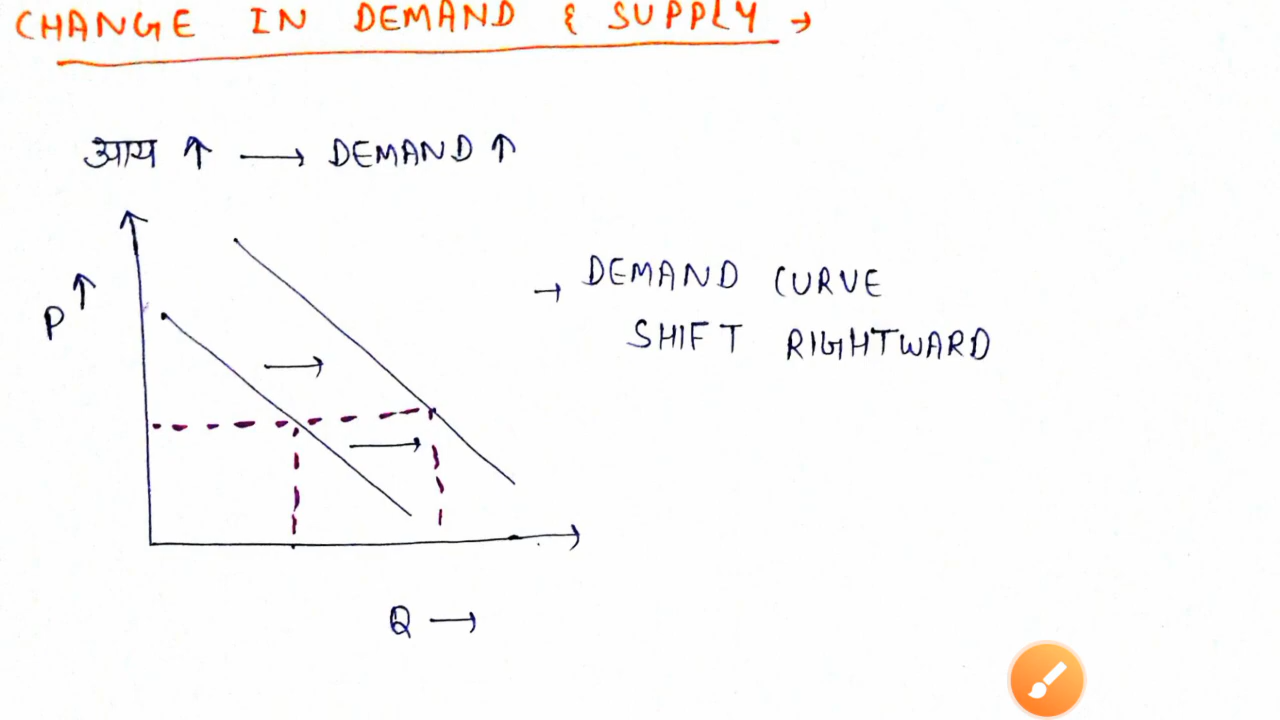 CHANGE IN DEMAND & SUPPLY →
आय ↑ → DEMAND ↑
→ DEMAND CURVE
SHIFT RIGHTWARD
P ↑
Q →